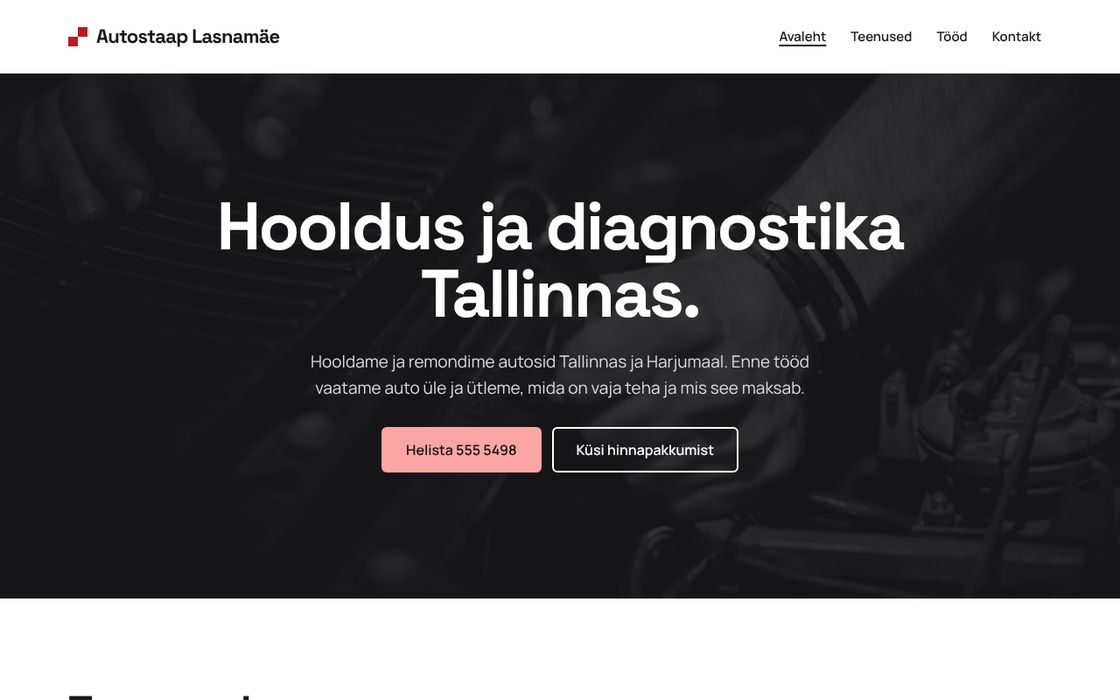 Autostaap Lasnamäe
Avaleht
Teenused
Tööd
Kontakt
Hooldus ja diagnostika
Tallinnas.
Hooldame ja remondime autosid Tallinnas ja Harjumaal. Enne tööd
vaatame auto üle ja ütleme, mida on vaja teha ja mis see maksab.
Helista 555 5498
Küsi hinnapakkumist